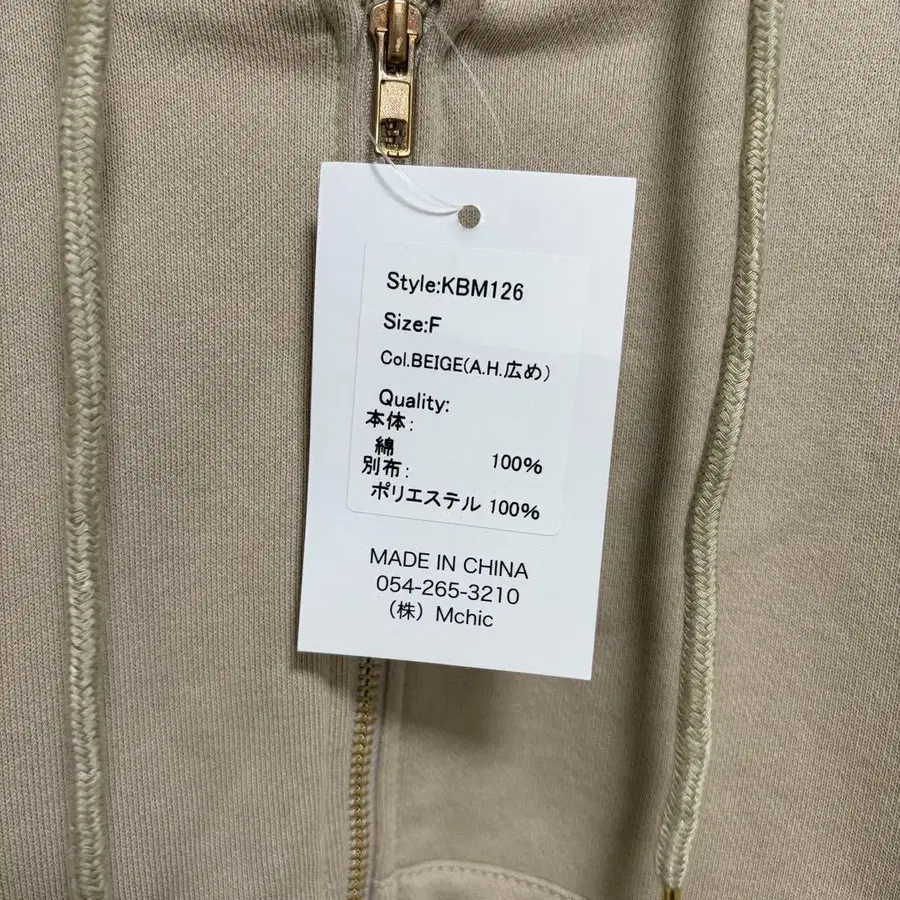 Style:KBM126
Size:F
Col.BEIGE(A.H.広め)
Quality:
本体:
綿 100%
別布:
ポリエステル 100%
MADE IN CHINA
054-265-3210
(株) Mchic